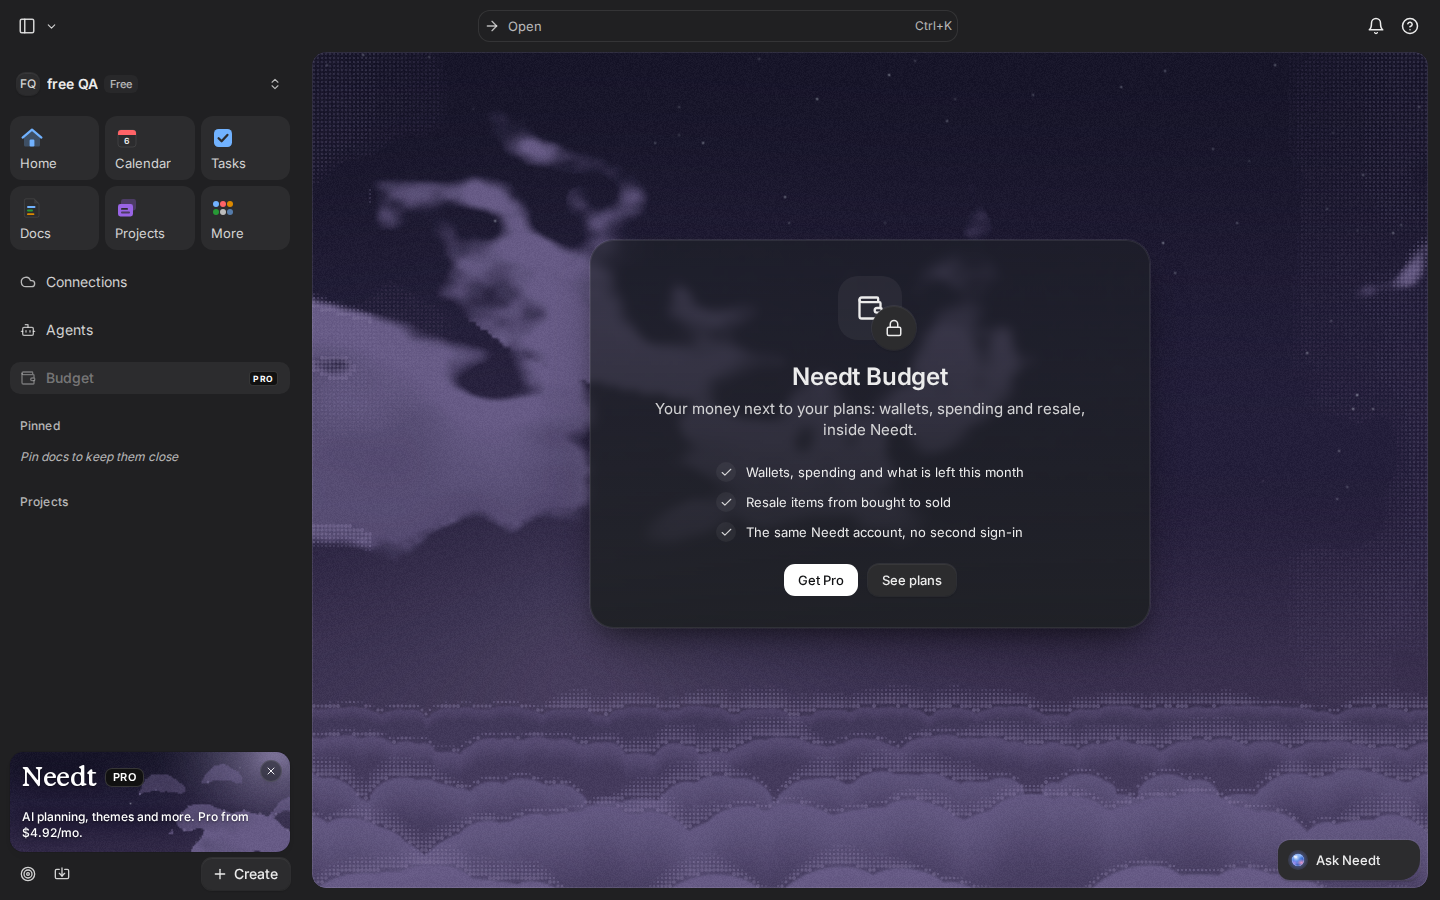 Open
Ctrl+K
FQ free QA Free
Home
6
Calendar
Tasks
Docs
Projects
More
Connections
Agents
Budget PRO
Pinned
Pin docs to keep them close
Projects
Needt Budget
Your money next to your plans: wallets, spending and resale,
inside Needt.
Wallets, spending and what is left this month
Resale items from bought to sold
The same Needt account, no second sign-in
Get Pro
See plans
Needt PRO
AI planning, themes and more. Pro from
$4.92/mo.
Create
Ask Needt